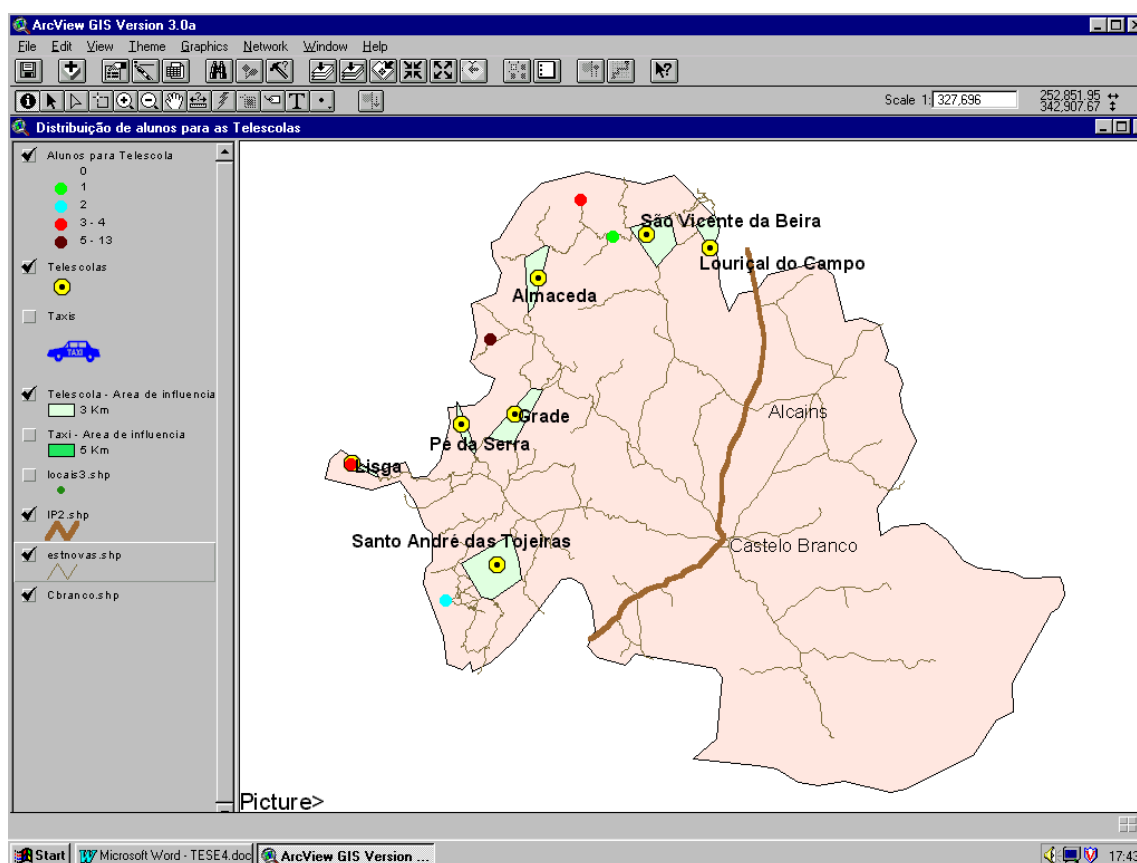 ArcView GIS Version 3.0a
File Edit View Theme Graphics Network Window Help
Scale 1: 327,696
252,851.95
342,907.67
Distribuição de alunos para as Telescolas
Alunos para Telescola
0
1
2
3 - 4
5 - 13
Telescolas
Taxis
TAXI
Telescola - Area de influencia
3 Km
Taxi - Area de influencia
5 Km
locais3.shp
IP2.shp
estnovas.shp
Cbranco.shp
São Vicente da Beira
Louriçal do Campo
Almaceda
Grade
Alcains
Pé da Serra
Lisga
Santo André das Tojeiras
Castelo Branco
Picture>
Start Microsoft Word - TESE4.doc ArcView GIS Version ... 17:43